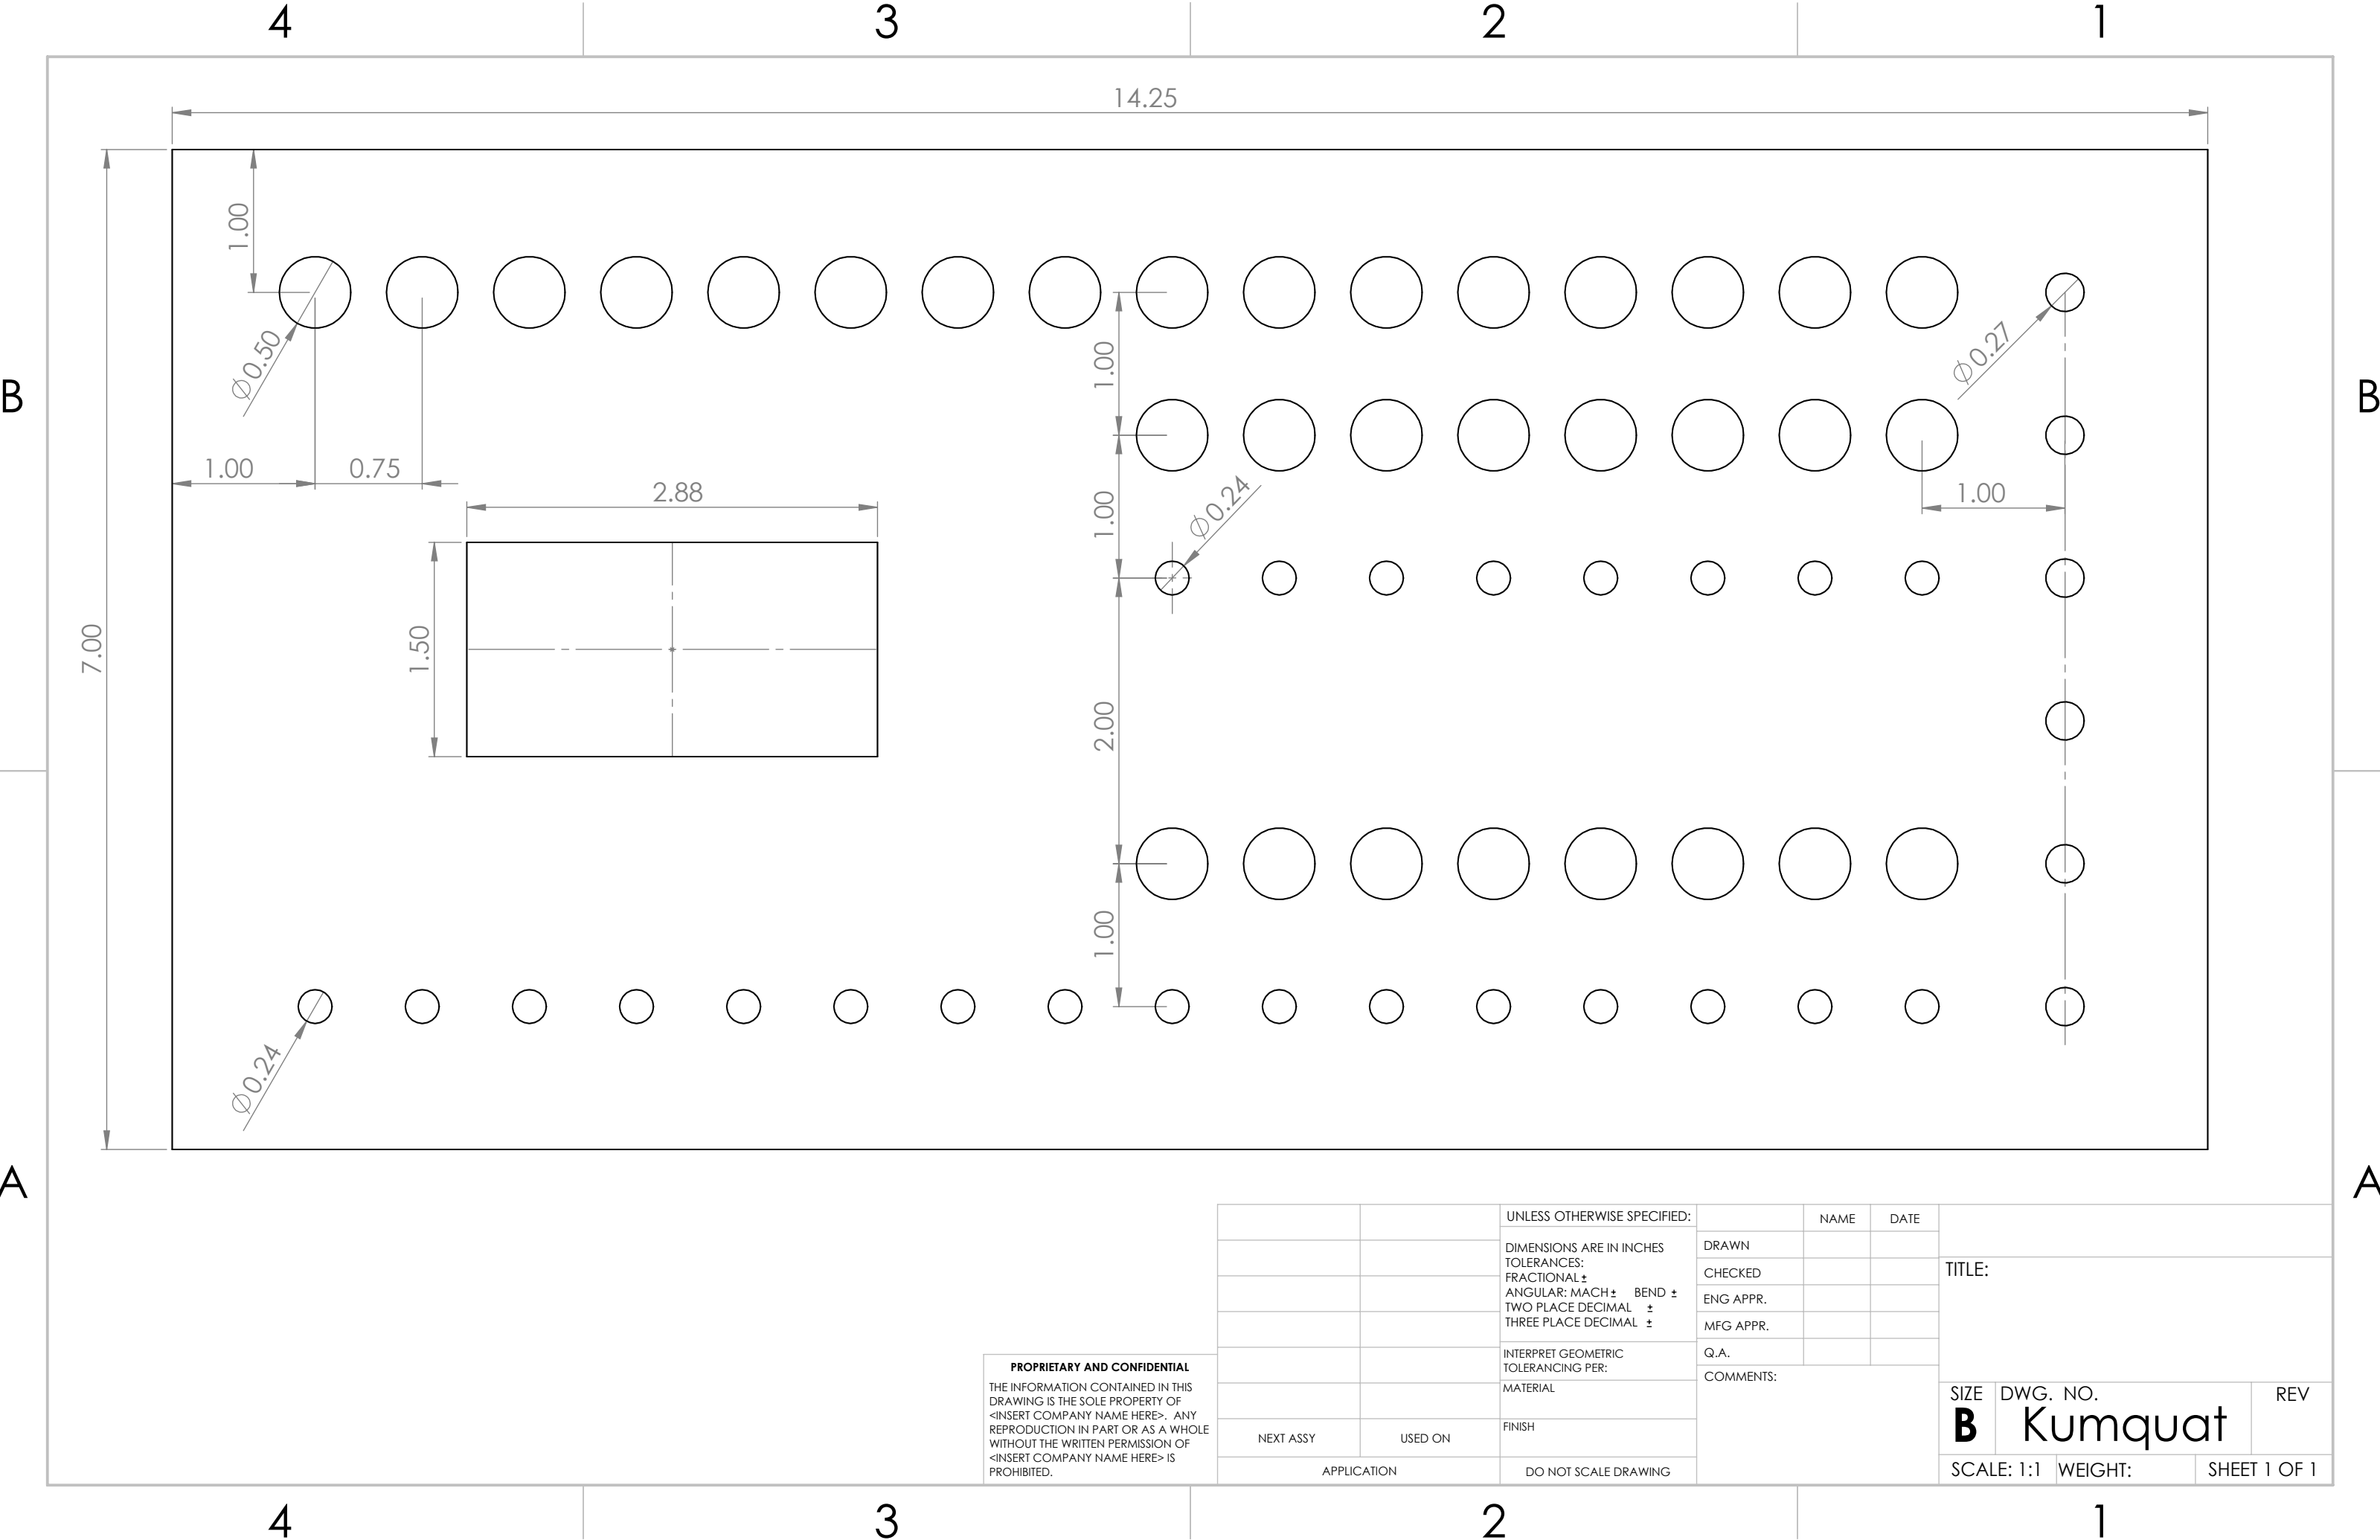 4 3 2 1
14.25
1.00
⌀0.50
1.00
⌀0.27
B B
1.00 0.75
2.88
1.00
⌀0.24
1.00
7.00
1.50
2.00
1.00
⌀0.24
A A
UNLESS OTHERWISE SPECIFIED:
DIMENSIONS ARE IN INCHES
TOLERANCES:
FRACTIONAL ±
ANGULAR: MACH ± BEND ±
TWO PLACE DECIMAL ±
THREE PLACE DECIMAL ±
INTERPRET GEOMETRIC
TOLERANCING PER:
MATERIAL
FINISH
DO NOT SCALE DRAWING
NAME DATE
DRAWN
CHECKED
ENG APPR.
MFG APPR.
Q.A.
COMMENTS:
PROPRIETARY AND CONFIDENTIAL
THE INFORMATION CONTAINED IN THIS
DRAWING IS THE SOLE PROPERTY OF
<INSERT COMPANY NAME HERE>. ANY
REPRODUCTION IN PART OR AS A WHOLE
WITHOUT THE WRITTEN PERMISSION OF
<INSERT COMPANY NAME HERE> IS
PROHIBITED.
NEXT ASSY USED ON
APPLICATION
TITLE:
SIZE DWG. NO. REV
B Kumquat
SCALE: 1:1 WEIGHT: SHEET 1 OF 1
4 3 2 1